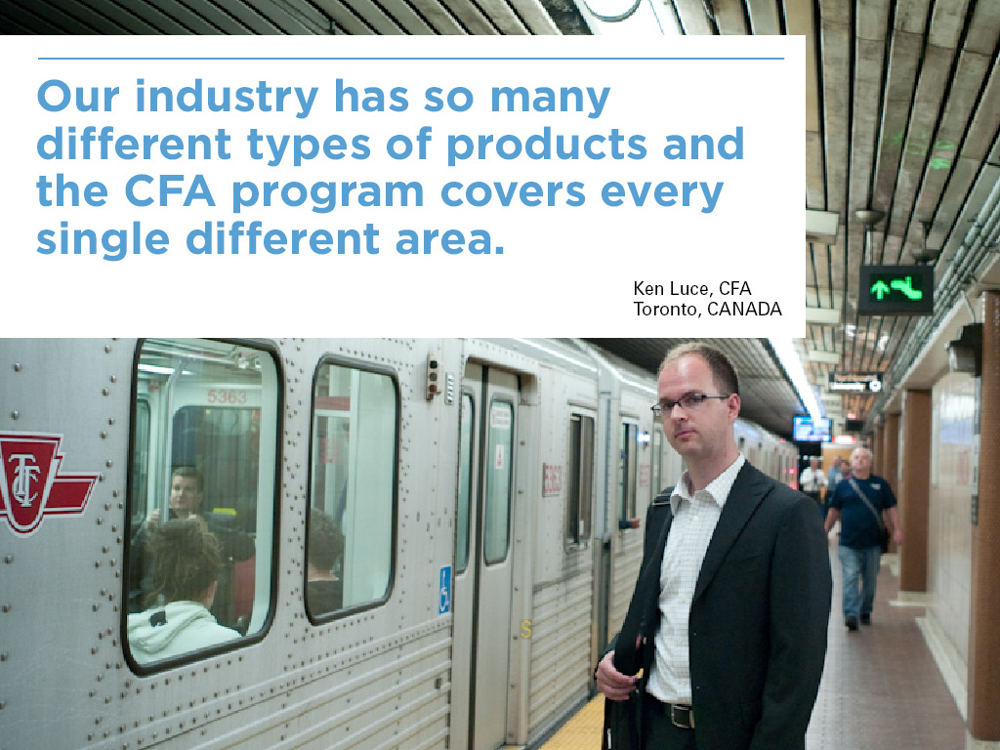 Our industry has so many
different types of products and
the CFA program covers every
single different area.
Ken Luce, CFA
Toronto, CANADA
5363
TTC
5363
S